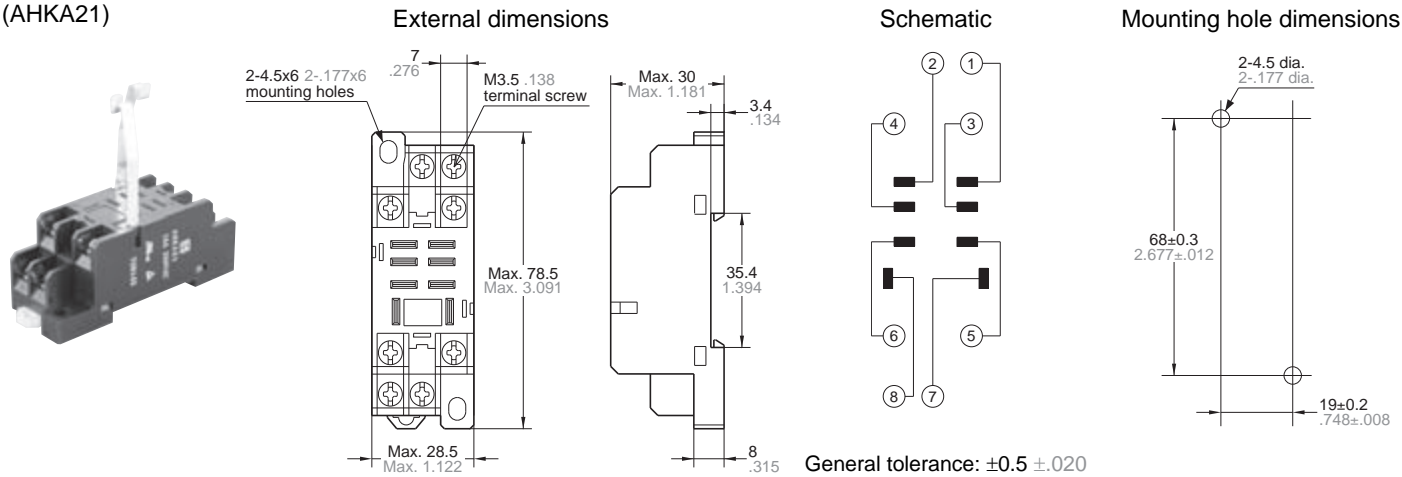 (AHKA21)
External dimensions
Schematic
Mounting hole dimensions
7
.276
2-4.5x6 2-.177x6
mounting holes
M3.5 .138
terminal screw
Max. 30
Max. 1.181
3.4
.134
Max. 78.5
Max. 3.091
35.4
1.394
Max. 28.5
Max. 1.122
8
.315
2 1
4 3
6 5
8 7
2-4.5 dia.
2-.177 dia.
68±0.3
2.677±.012
19±0.2
.748±.008
General tolerance: ±0.5 ±.020